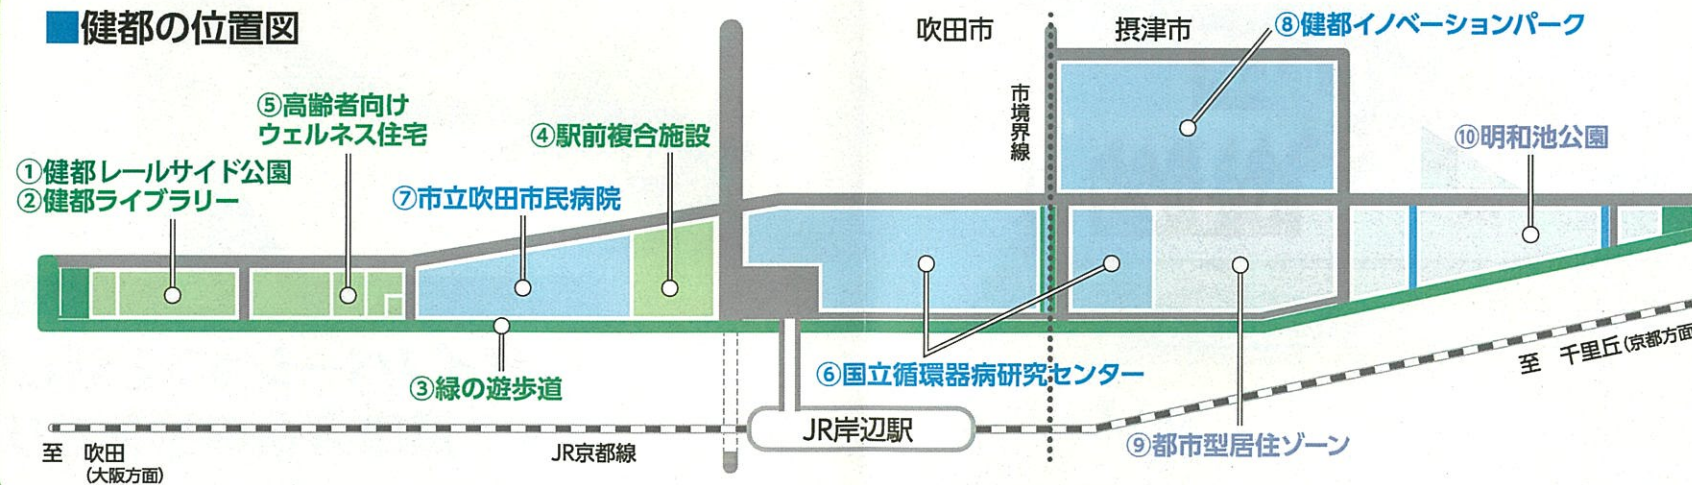 ■健都の位置図
吹田市
摂津市
⑧健都イノベーションパーク
市境界線
⑤高齢者向け
ウェルネス住宅
④駅前複合施設
⑩明和池公園
①健都レールサイド公園
②健都ライブラリー
⑦市立吹田市民病院
③緑の遊歩道
⑥国立循環器病研究センター
至 千里丘(京都方面
JR岸辺駅
⑨都市型居住ゾーン
至 吹田
(大阪方面)
JR京都線